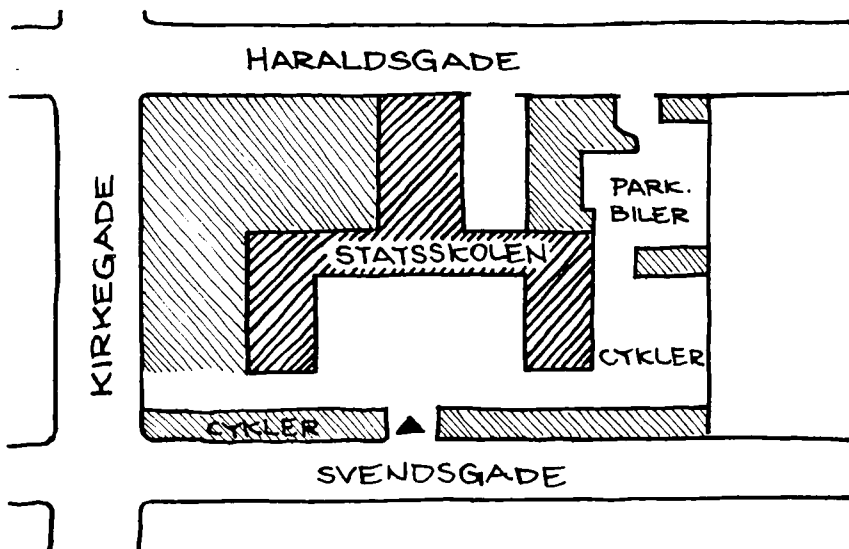 HARALDSGADE
KIRKEGADE
PARK.
BILER
STATSSKOLEN
CYKLER
CYKLER
SVENDSGADE